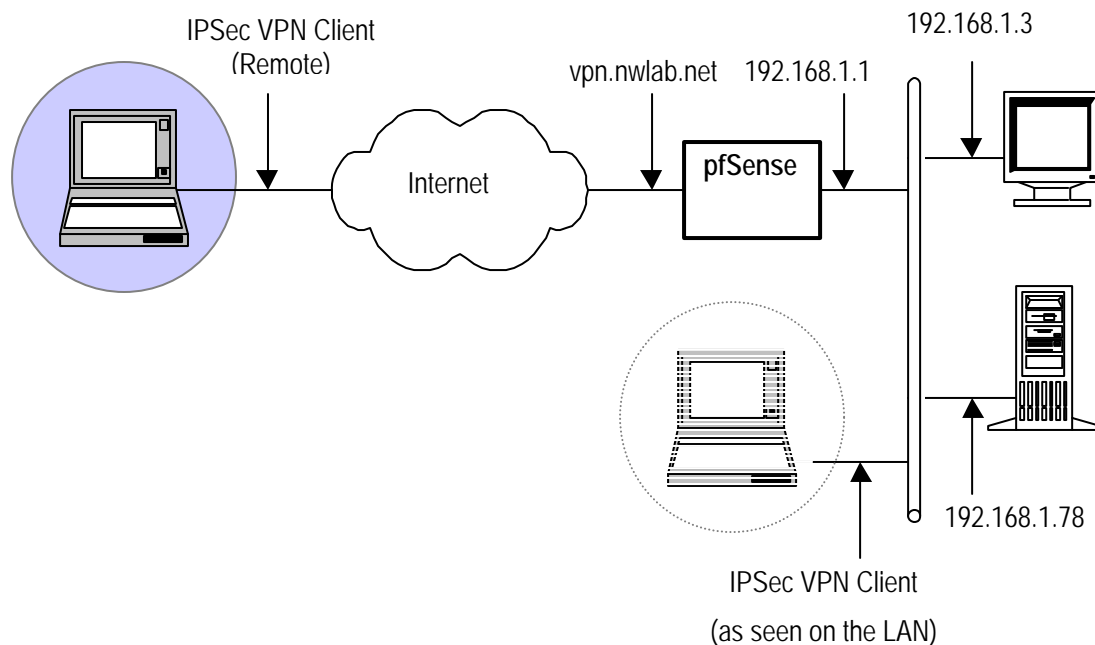 192.168.1.3
IPSec VPN Client
(Remote)
vpn.nwlab.net
192.168.1.1
Internet
pfSense
192.168.1.78
IPSec VPN Client
(as seen on the LAN)